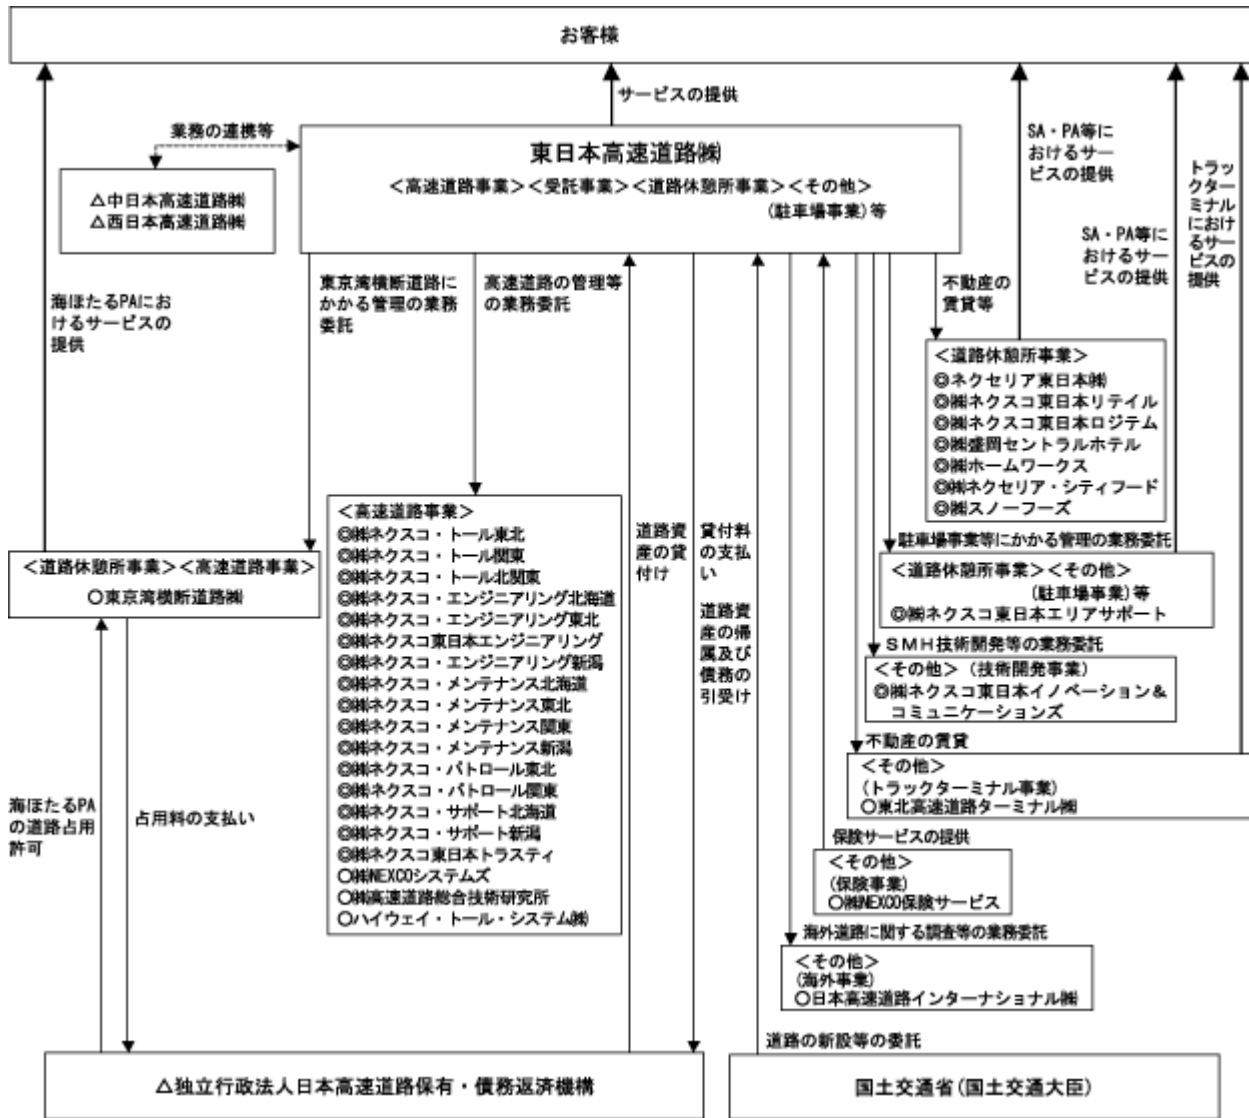 お客様
サービスの提供
業務の連携等
東日本高速道路㈱
＜高速道路事業＞＜受託事業＞＜道路休憩所事業＞＜その他＞
(駐車場事業)等
△中日本高速道路㈱
△西日本高速道路㈱
SA・PA等に
おけるサー
ビスの提供
SA・PA等に
おけるサー
ビスの提供
トラッ
クター
ミナル
におけ
るサー
ビスの
提供
海ほたるPAにお
けるサービスの
提供
東京湾横断道路に
かかる管理の業務
委託
高速道路の管理等
の業務委託
不動産の
賃貸等
＜道路休憩所事業＞
◎ネクセリア東日本㈱
◎㈱ネクスコ東日本リテイル
◎㈱ネクスコ東日本ロジテム
◎㈱盛岡セントラルホテル
◎㈱ホームワークス
◎㈱ネクセリア・シティフード
◎㈱スノーフーズ
＜高速道路事業＞
◎㈱ネクスコ・トール東北
◎㈱ネクスコ・トール関東
◎㈱ネクスコ・トール北関東
◎㈱ネクスコ・エンジニアリング北海道
◎㈱ネクスコ・エンジニアリング東北
◎㈱ネクスコ東日本エンジニアリング
◎㈱ネクスコ・エンジニアリング新潟
◎㈱ネクスコ・メンテナンス北海道
◎㈱ネクスコ・メンテナンス東北
◎㈱ネクスコ・メンテナンス関東
◎㈱ネクスコ・メンテナンス新潟
◎㈱ネクスコ・パトロール東北
◎㈱ネクスコ・パトロール関東
◎㈱ネクスコ・サポート北海道
◎㈱ネクスコ・サポート新潟
◎㈱ネクスコ東日本トラスティ
○㈱NEXCOシステムズ
○㈱高速道路総合技術研究所
○ハイウェイ・トール・システム㈱
道路資
産の貸
付け
貸付料
の支払
い
道路資
産の帰
属及び
債務の
引受け
＜道路休憩所事業＞＜高速道路事業＞
○東京湾横断道路㈱
駐車場事業等にかかる管理の業務委託
＜道路休憩所事業＞＜その他＞
(駐車場事業)等
◎㈱ネクスコ東日本エリアサポート
ＳＭＨ技術開発等の業務委託
＜その他＞（技術開発事業）
◎㈱ネクスコ東日本イノベーション＆
コミュニケーションズ
不動産の賃貸
＜その他＞
(トラックターミナル事業)
○東北高速道路ターミナル㈱
海ほたるPA
の道路占用
許可
占用料の支払い
保険サービスの提供
＜その他＞
(保険事業)
○㈱NEXCO保険サービス
海外道路に関する調査等の業務委託
＜その他＞
(海外事業)
○日本高速道路インターナショナル㈱
道路の新設等の委託
△独立行政法人日本高速道路保有・債務返済機構
国土交通省(国土交通大臣)